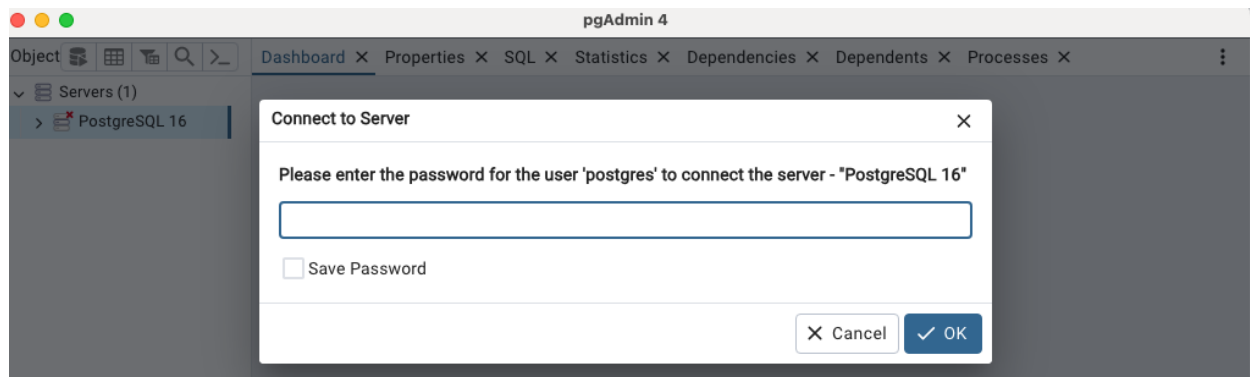 pgAdmin 4
Object
Dashboard Properties SQL Statistics Dependencies Dependents Processes
Servers (1)
PostgreSQL 16
Connect to Server
Please enter the password for the user 'postgres' to connect the server - "PostgreSQL 16"
Save Password
Cancel OK